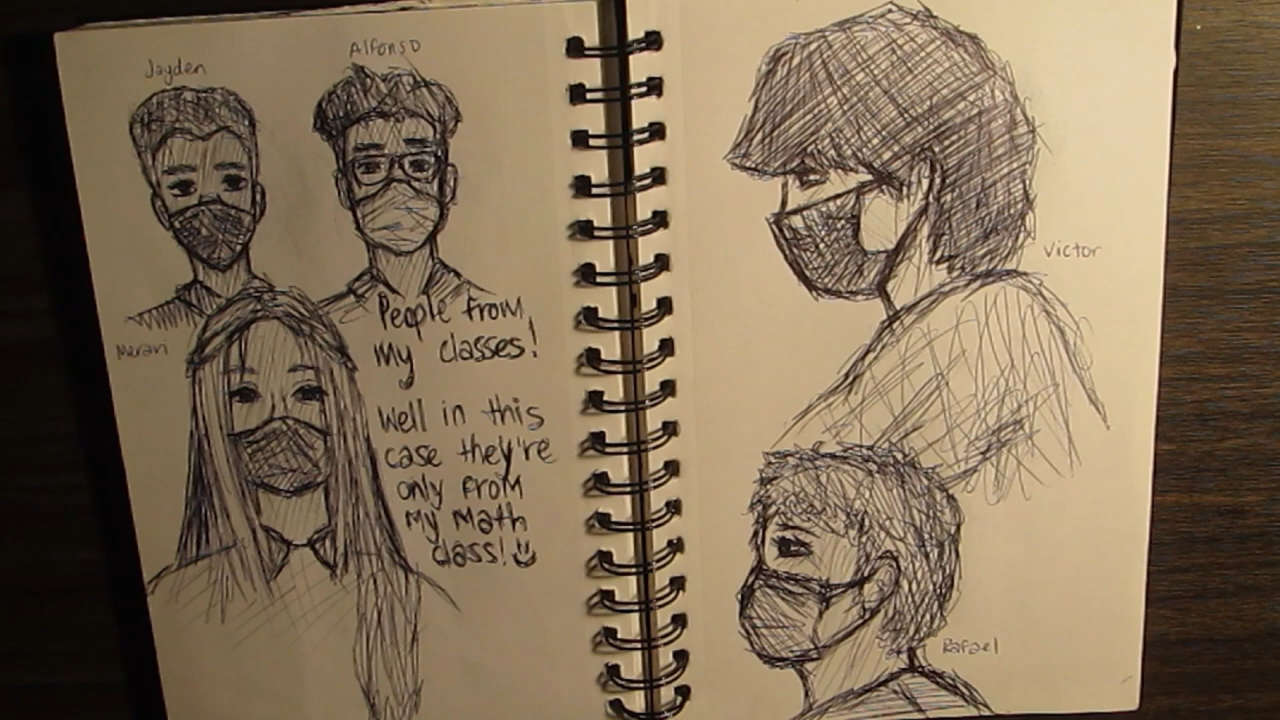 Jayden
Alfonso
Merari
People from
my classes!
Well in this
case they're
only from
my Math
class!
Victor
Rafael